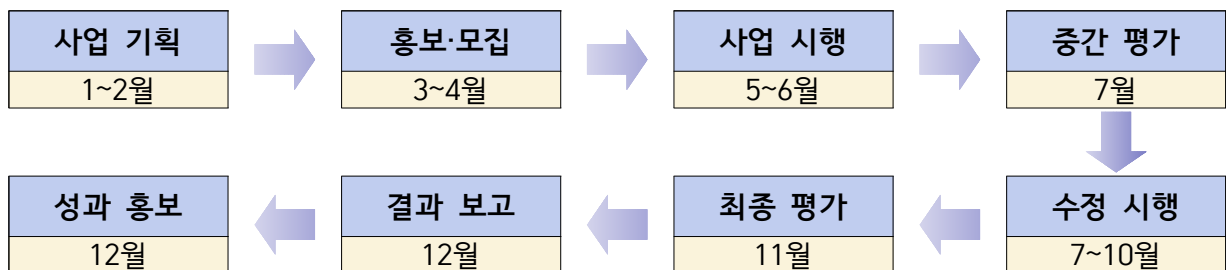 사업 기획
1~2월
홍보·모집
3~4월
사업 시행
5~6월
중간 평가
7월
수정 시행
7~10월
최종 평가
11월
결과 보고
12월
성과 홍보
12월